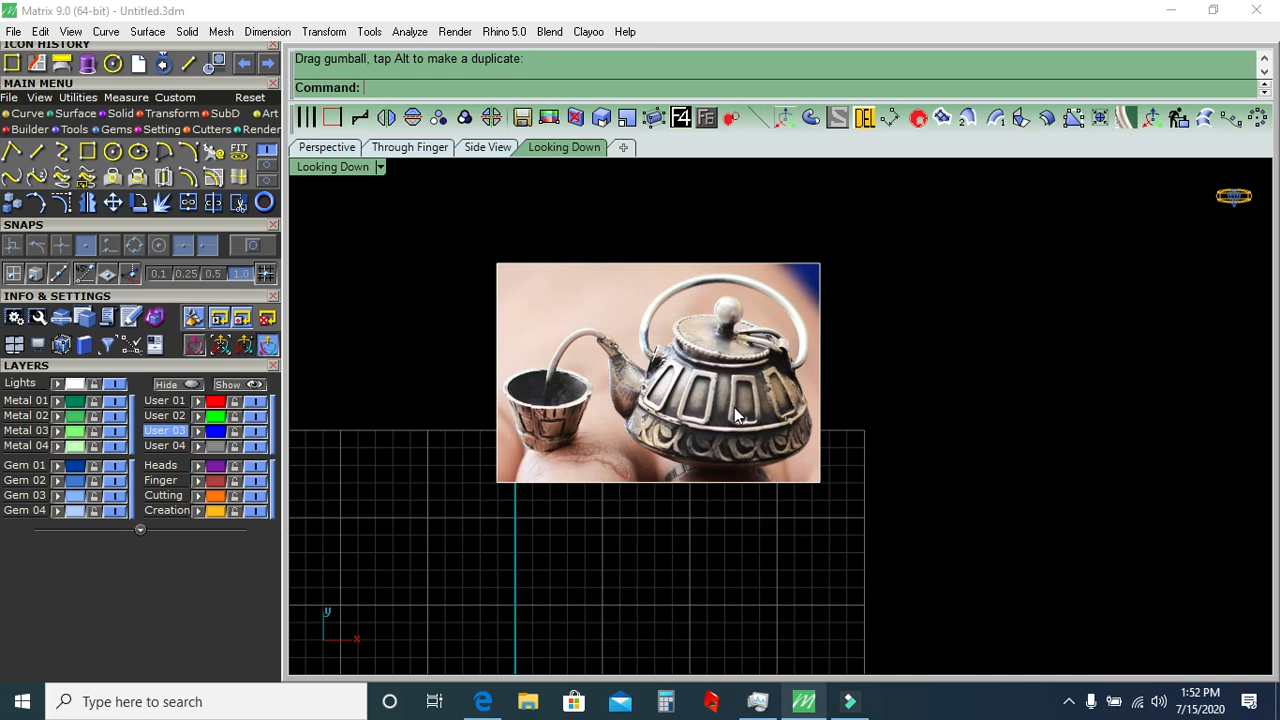 Matrix 9.0 (64-bit) - Untitled.3dm
File Edit View Curve Surface Solid Mesh Dimension Transform Tools Analyze Render Rhino 5.0 Blend Clayoo Help
ICON HISTORY
Drag gumball, tap Alt to make a duplicate:
Command:
MAIN MENU
File View Utilities Measure Custom Reset
Curve Surface Solid Transform SubD Art
Builder Tools Gems Setting Cutters Render
F4 F6 DEL
Perspective Through Finger Side View Looking Down
FIT
Looking Down
SNAPS
0.1 0.25 0.5 1.0
INFO & SETTINGS
LAYERS
Lights Hide Show
Metal 01 User 01
Metal 02 User 02
Metal 03 User 03
Metal 04 User 04
Gem 01 Heads
Gem 02 Finger
Gem 03 Cutting
Gem 04 Creation
y
x
Type here to search
1:52 PM
7/15/2020